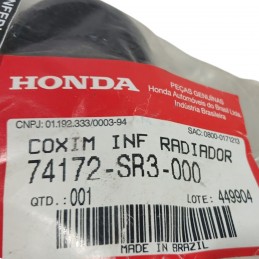 HONDA
PEÇAS GENUÍNAS
Honda Automóveis do Brasil Ltda.
Indústria Brasileira
CNPJ: 01.192.333/0003-94
SAC: 0800-0171213
COXIM INF RADIADOR
74172-SR3-000
QTD.: 001
LOTE: 449904
MADE IN BRAZIL